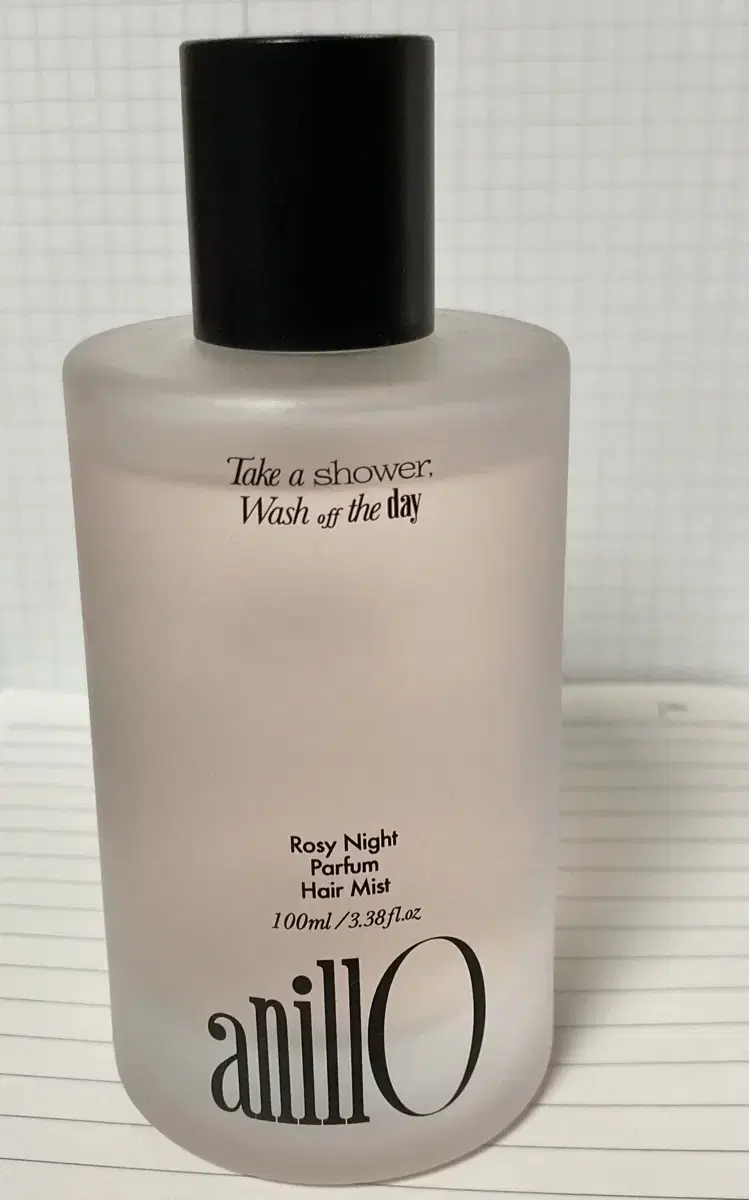 Take a shower,
Wash off the day
Rosy Night
Parfum
Hair Mist
100ml/3.38fl.oz
anillO